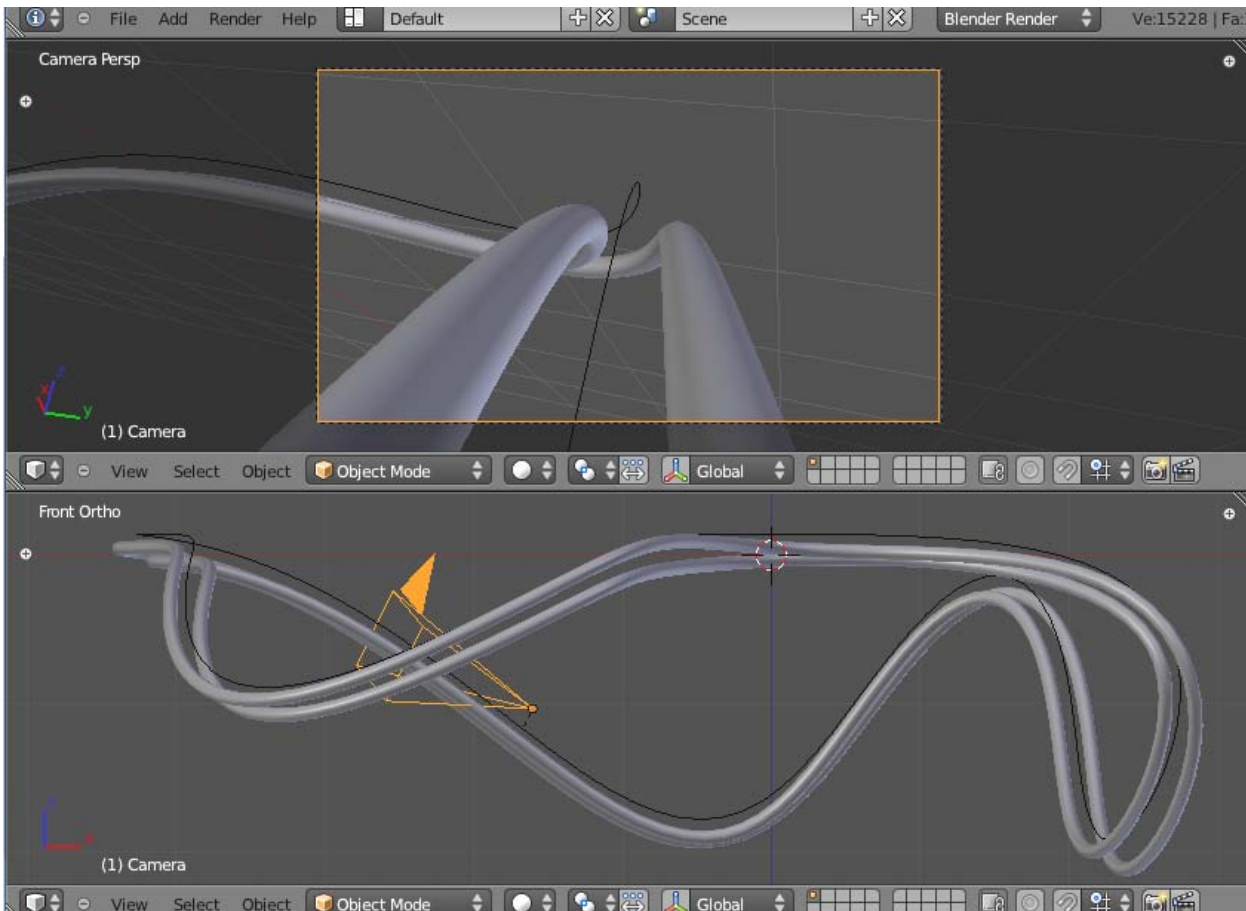 File Add Render Help Default Scene Blender Render Ve:15228 | Fa:
Camera Persp
z
x
y
(1) Camera
View Select Object Object Mode Global
Front Ortho
(1) Camera
View Select Object Object Mode Global